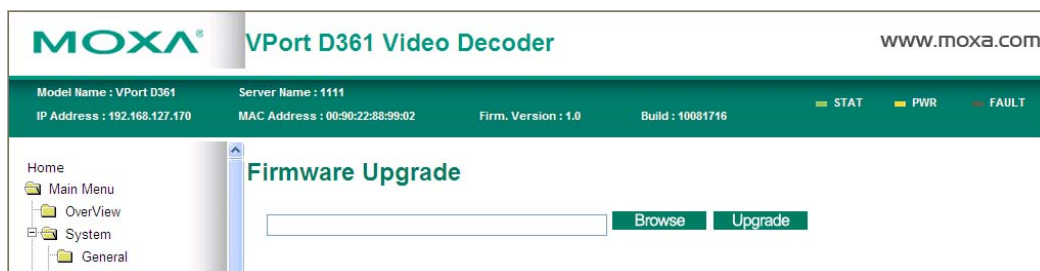 MOXA® VPort D361 Video Decoder www.moxa.com
Model Name : VPort D361 Server Name : 1111
STAT PWR FAULT
IP Address : 192.168.127.170 MAC Address : 00:90:22:88:99:02 Firm. Version : 1.0 Build : 10081716
Home
Main Menu
OverView
System
General
Firmware Upgrade
Browse Upgrade